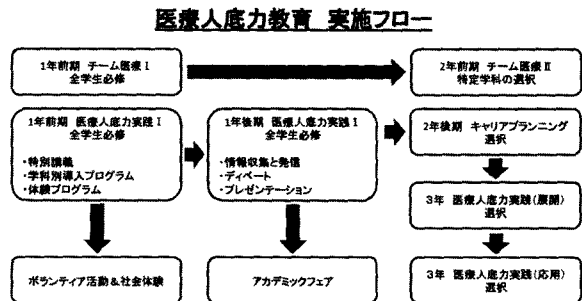 医療人底力教育 実施フロー
1年前期 チーム医療Ⅰ
全学生必修
2年前期 チーム医療Ⅱ
特定学科の選択
1年前期 医療人底力実践Ⅰ
全学生必修
・特別講義
・学科別導入プログラム
・体験プログラム
1年後期 医療人底力実践Ⅰ
全学生必修
・情報収集と発信
・ディベート
・プレゼンテーション
2年後期 キャリアプランニング
選択
3年 医療人底力実践(展開)
選択
ボランティア活動&社会体験
アカデミックフェア
3年 医療人底力実践(応用)
選択